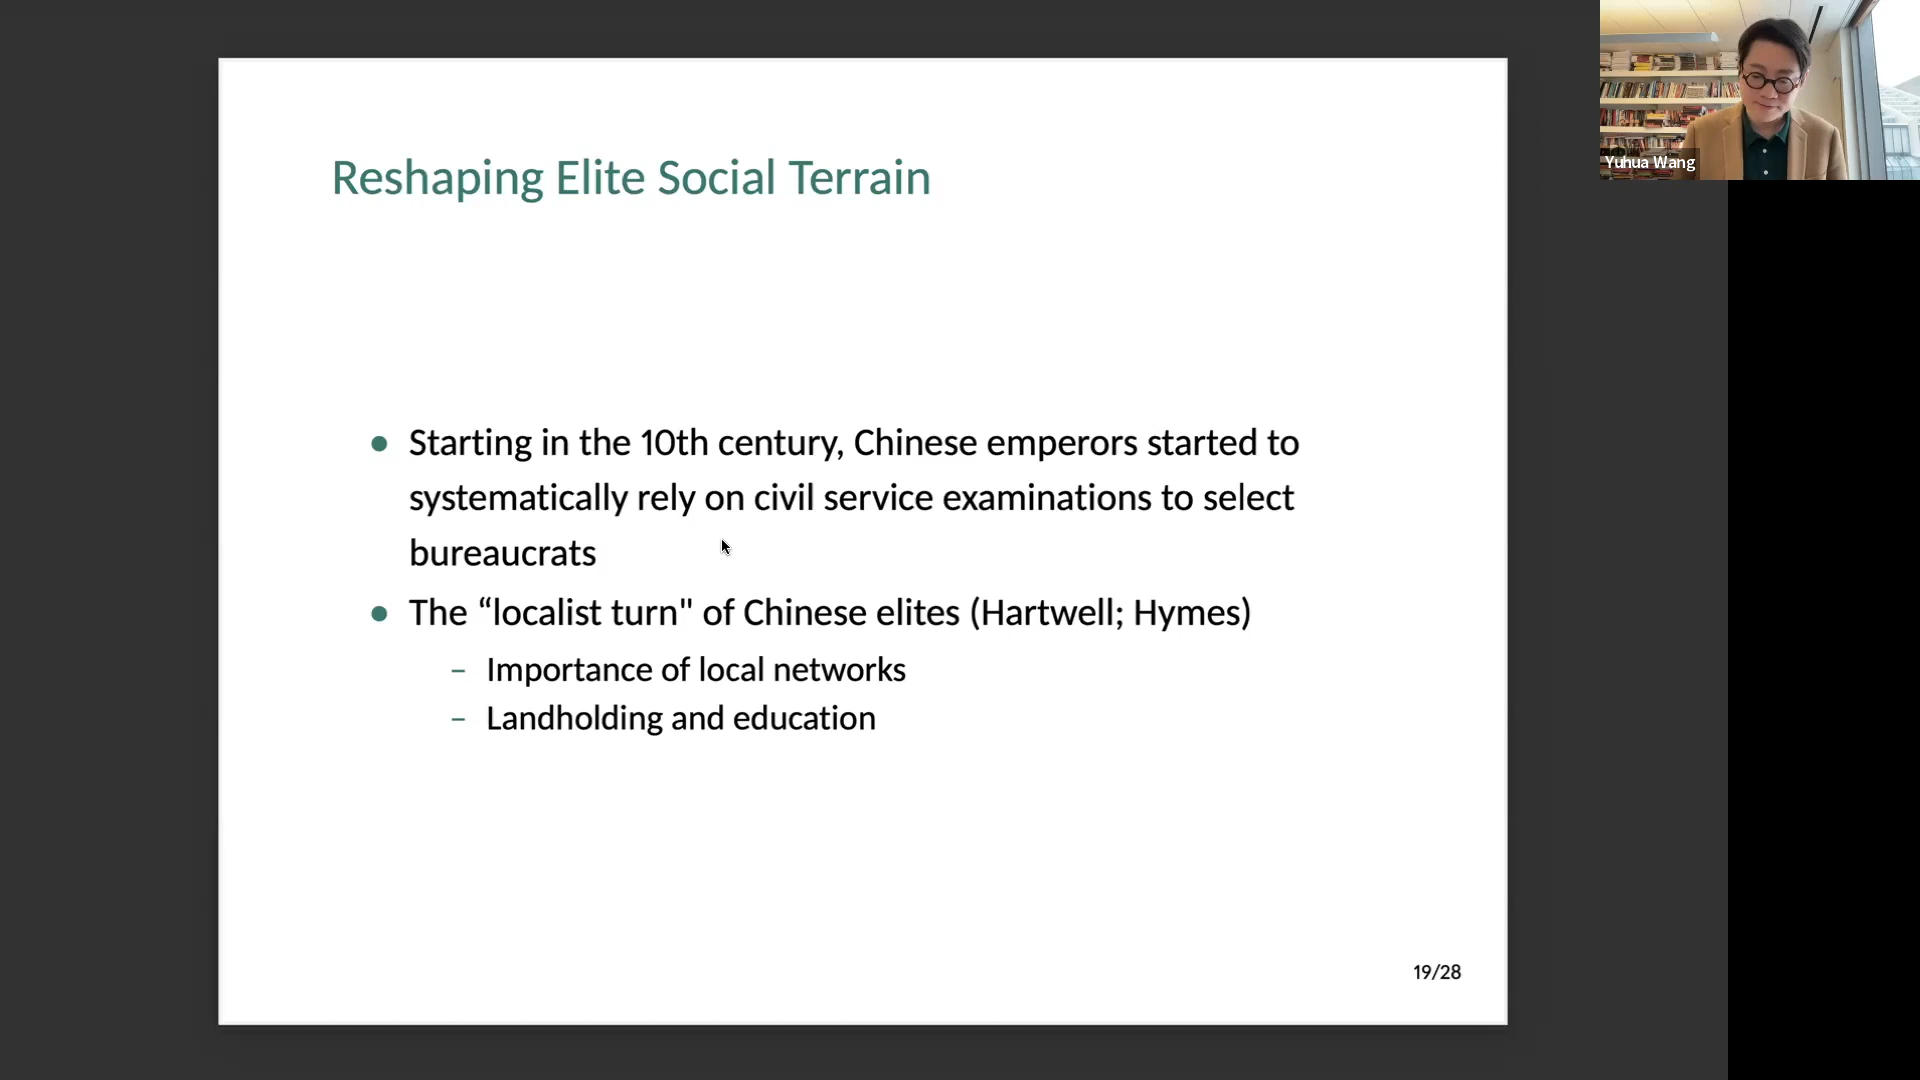 Reshaping Elite Social Terrain
Starting in the 10th century, Chinese emperors started to
systematically rely on civil service examinations to select
bureaucrats
The “localist turn" of Chinese elites (Hartwell; Hymes)
– Importance of local networks
– Landholding and education
19/28
Yuhua Wang